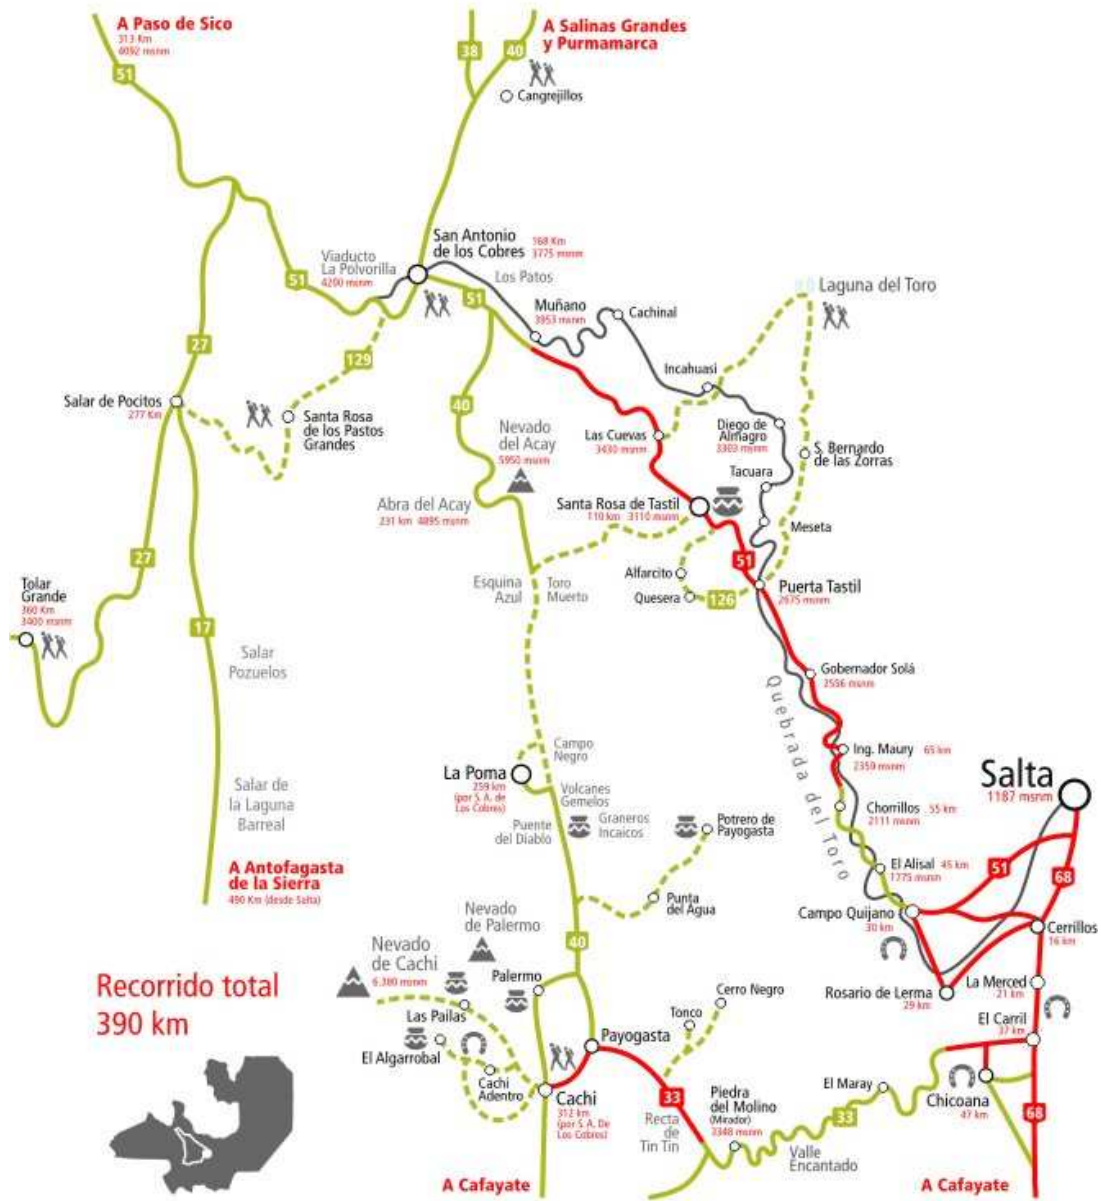 A Paso de Sico
313 Km
4092 msnm
51
A Salinas Grandes
y Purmamarca
38
40
Cangrejillos
San Antonio
de los Cobres
168 Km
3775 msnm
Viaducto
La Polvorilla
4200 msnm
51
Los Patos
51
Muñano
3953 msnm
Cachinal
Laguna del Toro
27
129
Incahuasi
Salar de Pocitos
277 Km
Santa Rosa
de los Pastos
Grandes
40
Nevado
del Acay
5950 msnm
Las Cuevas
3430 msnm
Diego de
Almagro
3303 msnm
S. Bernardo
de las Zorras
Tacuara
Abra del Acay
231 km 4895 msnm
Santa Rosa de Tastil
110 km 3110 msnm
Meseta
27
51
Tolar
Grande
360 Km
3400 msnm
Esquina
Azul
Toro
Muerto
Alfarcito
Quesera
126
Puerta Tastil
2675 msnm
17
Salar
Pozuelos
Gobernador Solá
2556 msnm
Quebrada del Toro
Campo
Negro
Ing. Maury 65 km
2359 msnm
La Poma
259 km
(por S. A. de
Los Cobres)
Salta
1187 msnm
Salar de
la Laguna
Barreal
Volcanes
Gemelos
Chorrillos 55 km
2111 msnm
Puente
del Diablo
Graneros
Incaicos
Potrero de
Payogasta
El Alisal 45 km
1775 msnm
51
68
A Antofagasta
de la Sierra
490 Km (desde Salta)
Punta
del Agua
Campo Quijano
30 km
Cerrillos
16 km
Nevado
de Palermo
40
Nevado
de Cachi
6.380 msnm
Palermo
Recorrido total
390 km
Cerro Negro
La Merced
21 km
Rosario de Lerma
29 km
Las Pailas
Tonco
El Carril
37 km
El Algarrobal
Payogasta
Cachi
Adentro
Cachi
312 km
(por S. A. De
Los Cobres)
33
Piedra
del Molino
(Mirador)
3348 msnm
El Maray
Chicoana
47 km
33
68
Recta
de
Tin Tin
Valle
Encantado
A Cafayate
A Cafayate